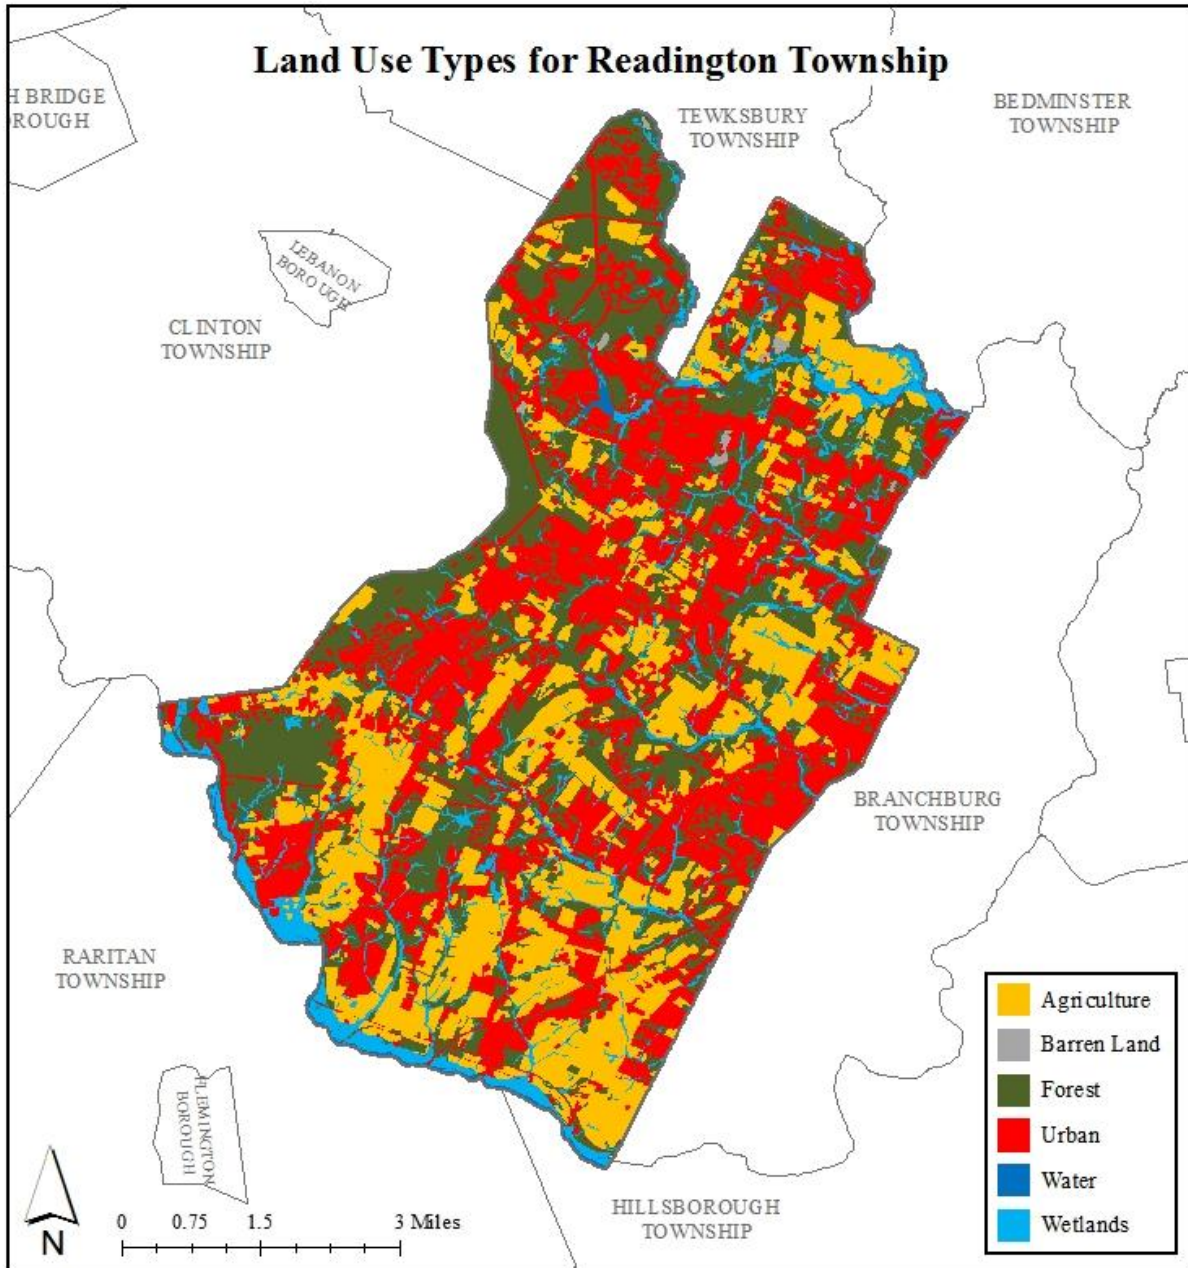 Land Use Types for Readington Township
H BRIDGE
OROUGH
TEWKSBURY
TOWNSHIP
BEDMINSTER
TOWNSHIP
LEBANON
BOROUGH
CLINTON
TOWNSHIP
BRANCHBURG
TOWNSHIP
RARITAN
TOWNSHIP
FLEMINGTON
BOROUGH
HILLSBOROUGH
TOWNSHIP
Agriculture
Barren Land
Forest
Urban
Water
Wetlands
N
0 0.75 1.5 3 Miles